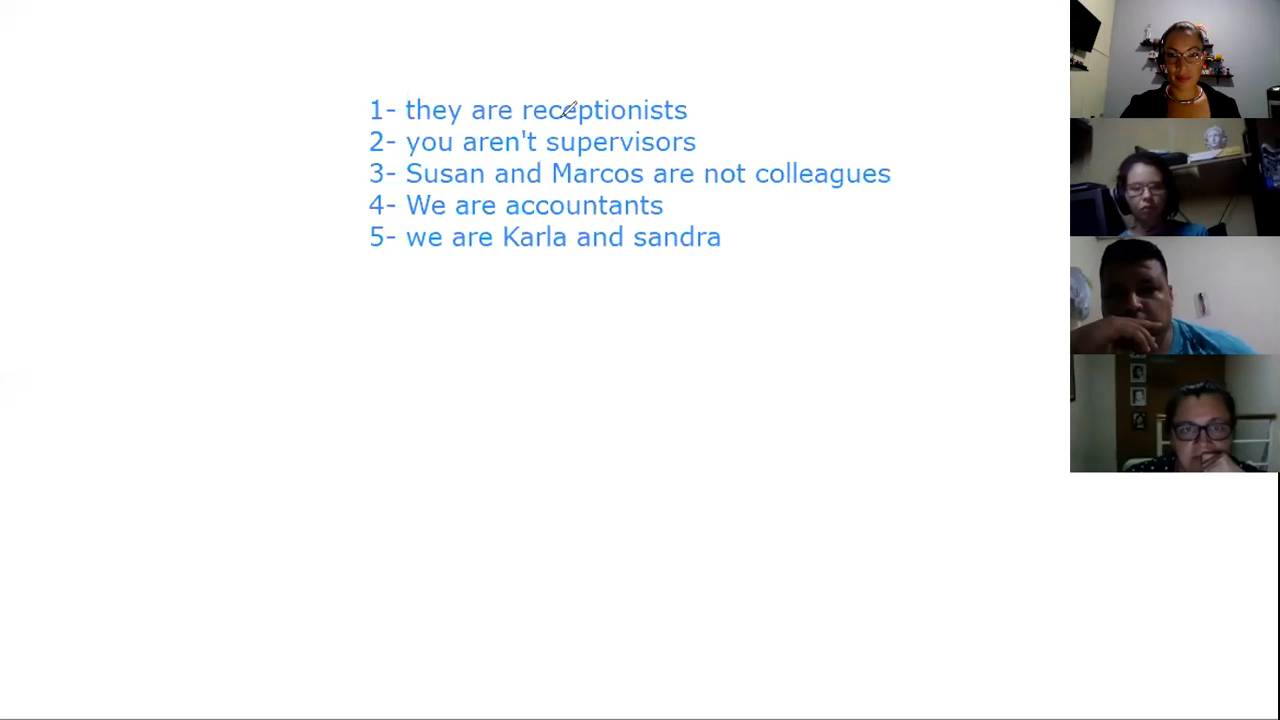 1- they are receptionists
2- you aren't supervisors
3- Susan and Marcos are not colleagues
4- We are accountants
5- we are Karla and sandra